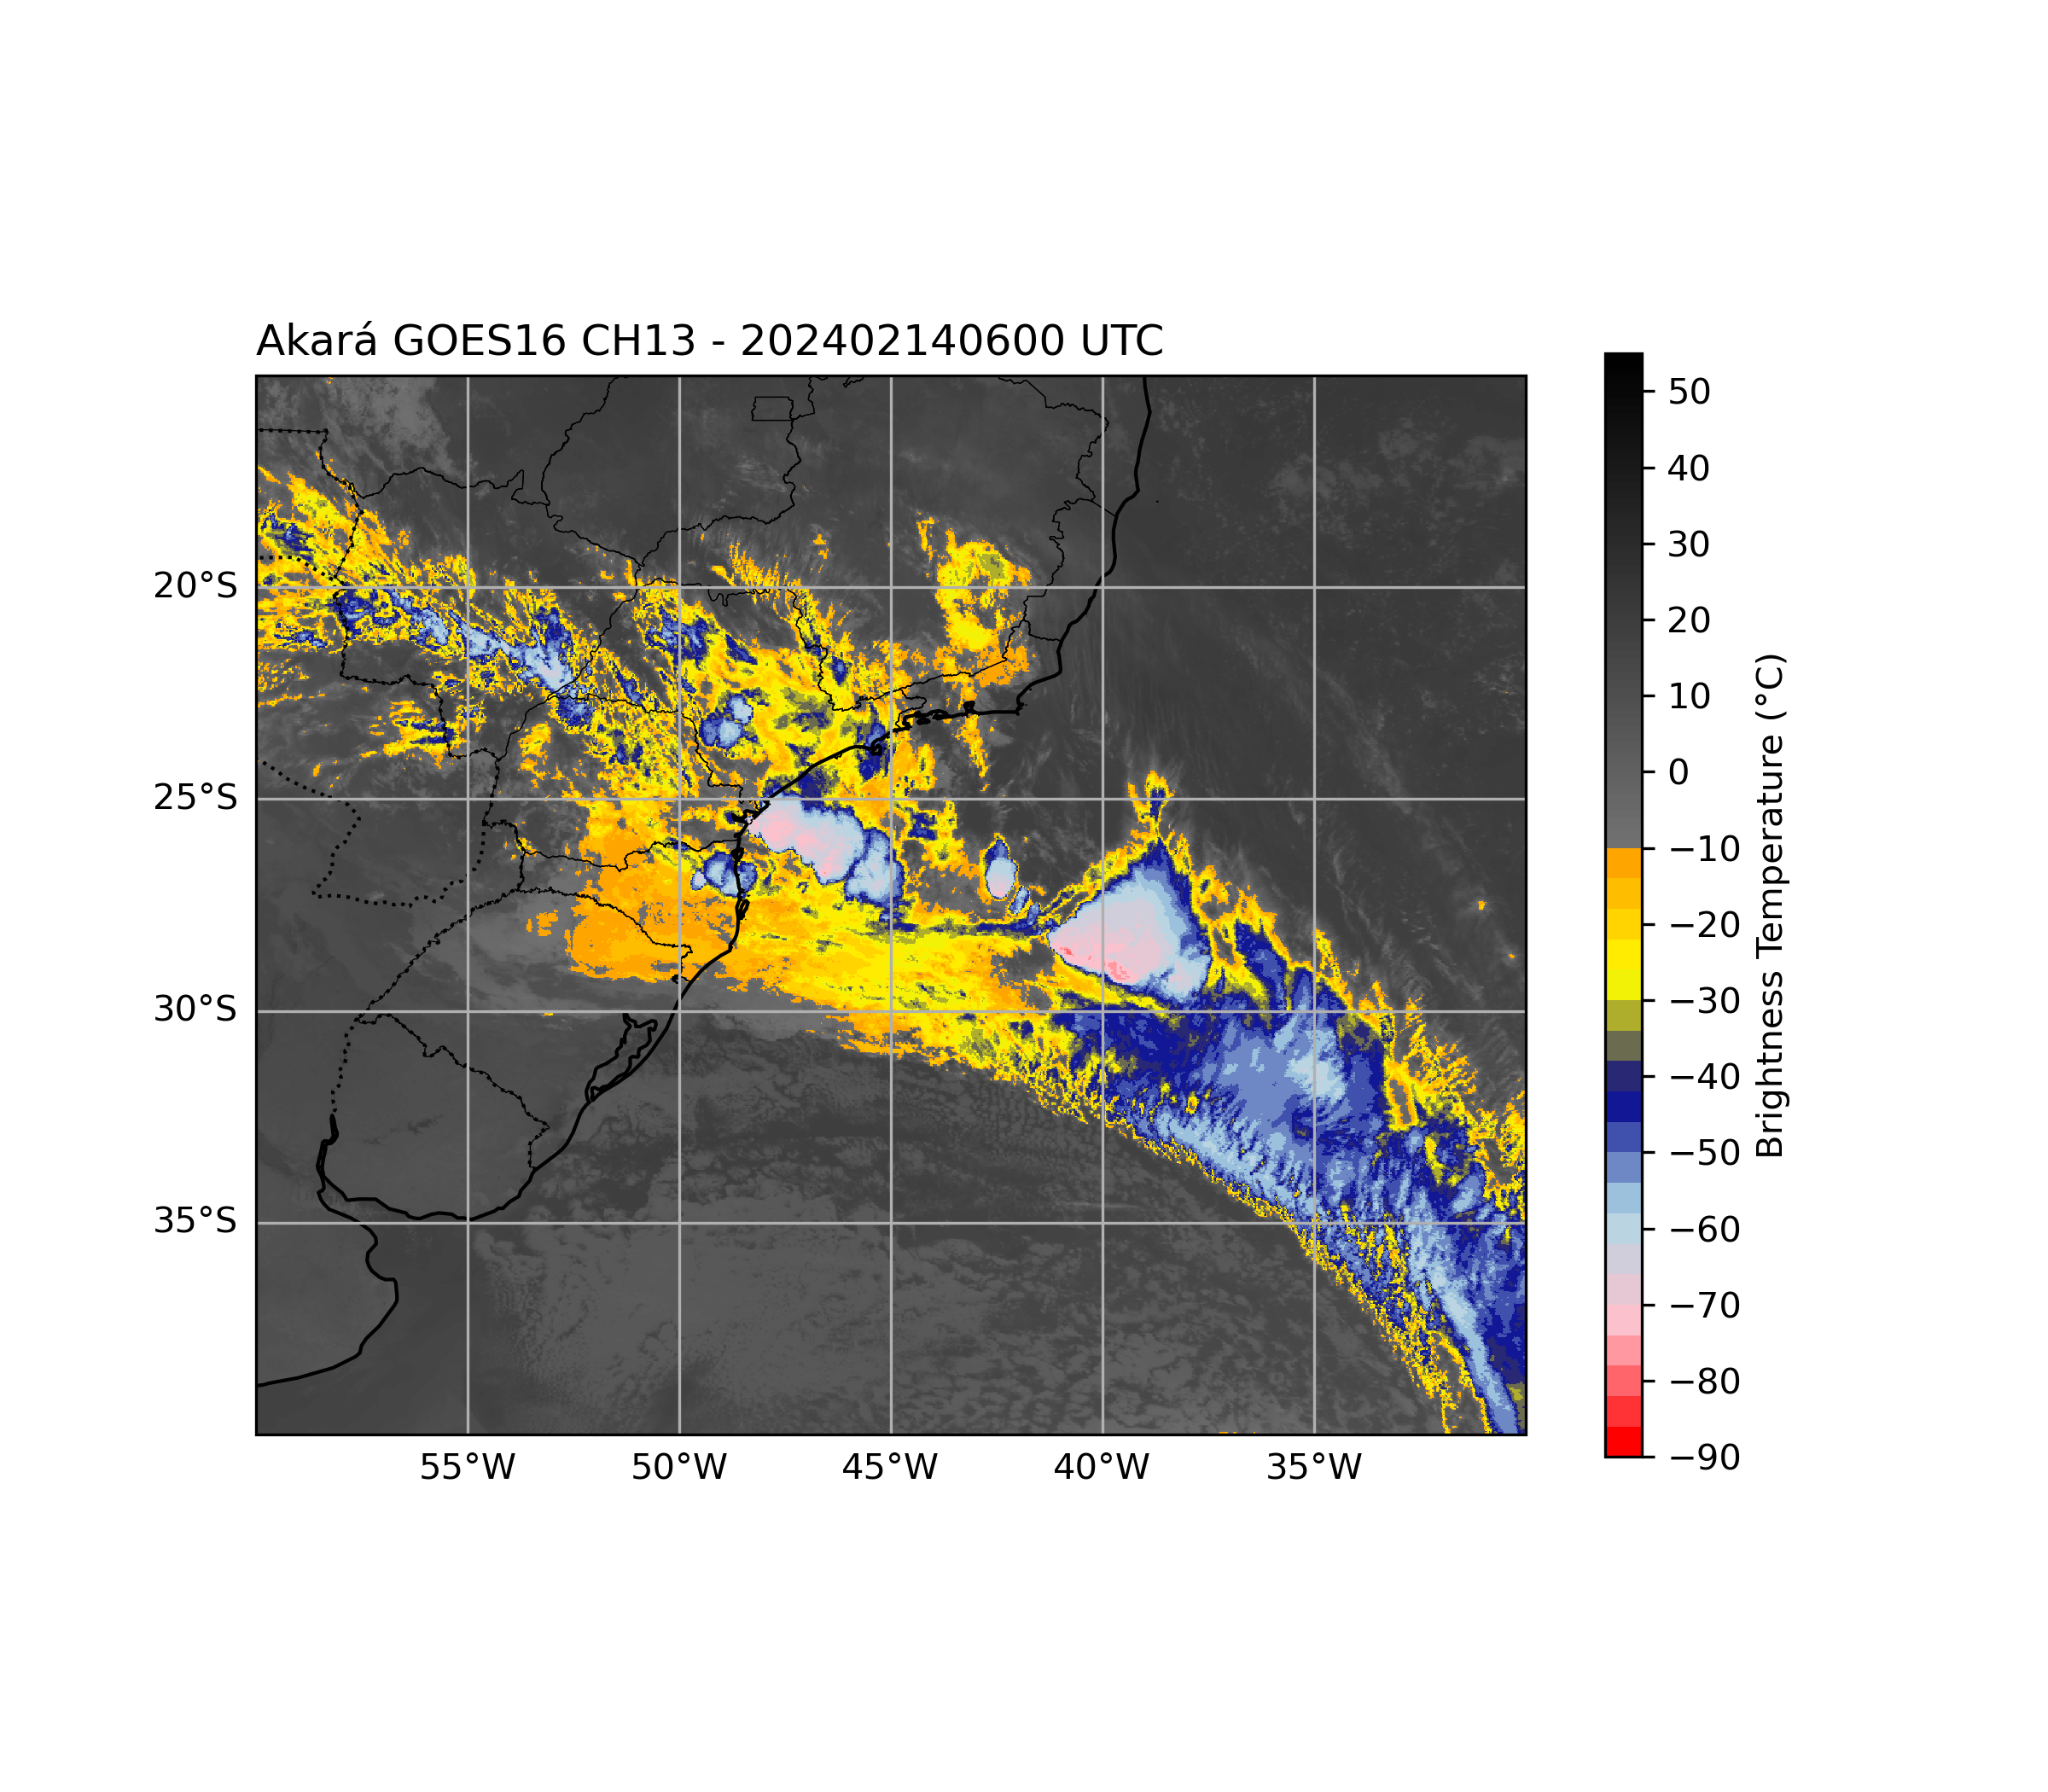 Akará GOES16 CH13 - 202402140600 UTC
20°S
25°S
30°S
35°S
55°W
50°W
45°W
40°W
35°W
50
40
30
20
10
0
−10
−20
−30
−40
−50
−60
−70
−80
−90
Brightness Temperature (°C)